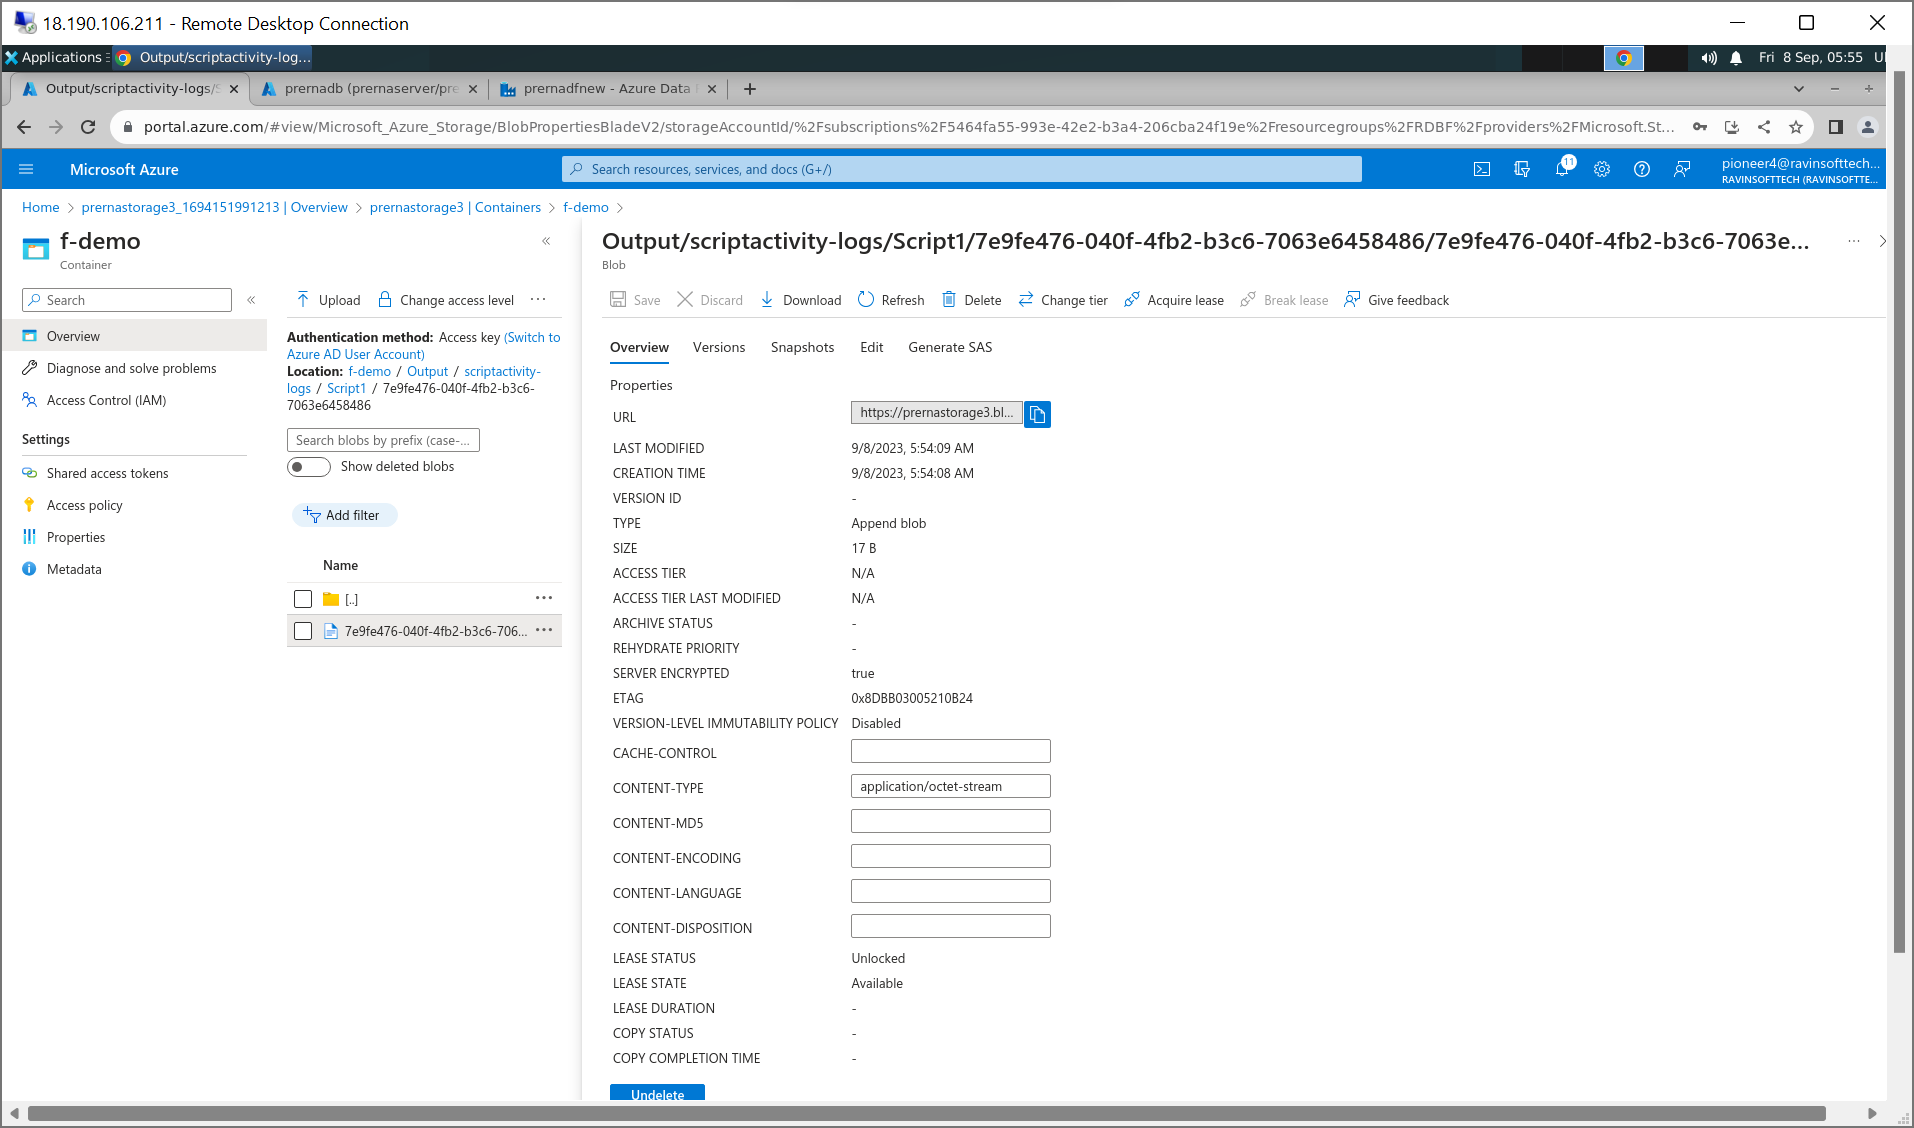 18.190.106.211 - Remote Desktop Connection
Applications
Output/scriptactivity-log...
Fri 8 Sep, 05:55
Output/scriptactivity-logs/
prernadb (prernaserver/pre
prernadfnew - Azure Data
portal.azure.com/#view/Microsoft_Azure_Storage/BlobPropertiesBladeV2/storageAccountId/%2Fsubscriptions%2F5464fa55-993e-42e2-b3a4-206cba24f19e%2Fresourcegroups%2FRDBF%2Fproviders%2FMicrosoft.St...
Microsoft Azure
Search resources, services, and docs (G+/)
11
pioneer4@ravinsofttech...
RAVINSOFTTECH (RAVINSOFTTE...
Home > prernastorage3_1694151991213 | Overview > prernastorage3 | Containers > f-demo >
f-demo
Container
Search
Overview
Diagnose and solve problems
Access Control (IAM)
Settings
Shared access tokens
Access policy
Properties
Metadata
Upload
Change access level
Authentication method: Access key (Switch to
Azure AD User Account)
Location: f-demo / Output / scriptactivity-
logs / Script1 / 7e9fe476-040f-4fb2-b3c6-
7063e6458486
Search blobs by prefix (case-...
Show deleted blobs
Add filter
Name
[..]
7e9fe476-040f-4fb2-b3c6-706...
Output/scriptactivity-logs/Script1/7e9fe476-040f-4fb2-b3c6-7063e6458486/7e9fe476-040f-4fb2-b3c6-7063e...
Blob
Save
Discard
Download
Refresh
Delete
Change tier
Acquire lease
Break lease
Give feedback
Overview
Versions
Snapshots
Edit
Generate SAS
Properties
URL https://prernastorage3.bl...
LAST MODIFIED 9/8/2023, 5:54:09 AM
CREATION TIME 9/8/2023, 5:54:08 AM
VERSION ID -
TYPE Append blob
SIZE 17 B
ACCESS TIER N/A
ACCESS TIER LAST MODIFIED N/A
ARCHIVE STATUS -
REHYDRATE PRIORITY -
SERVER ENCRYPTED true
ETAG 0x8DBB03005210B24
VERSION-LEVEL IMMUTABILITY POLICY Disabled
CACHE-CONTROL
CONTENT-TYPE application/octet-stream
CONTENT-MD5
CONTENT-ENCODING
CONTENT-LANGUAGE
CONTENT-DISPOSITION
LEASE STATUS Unlocked
LEASE STATE Available
LEASE DURATION -
COPY STATUS -
COPY COMPLETION TIME -
Undelete